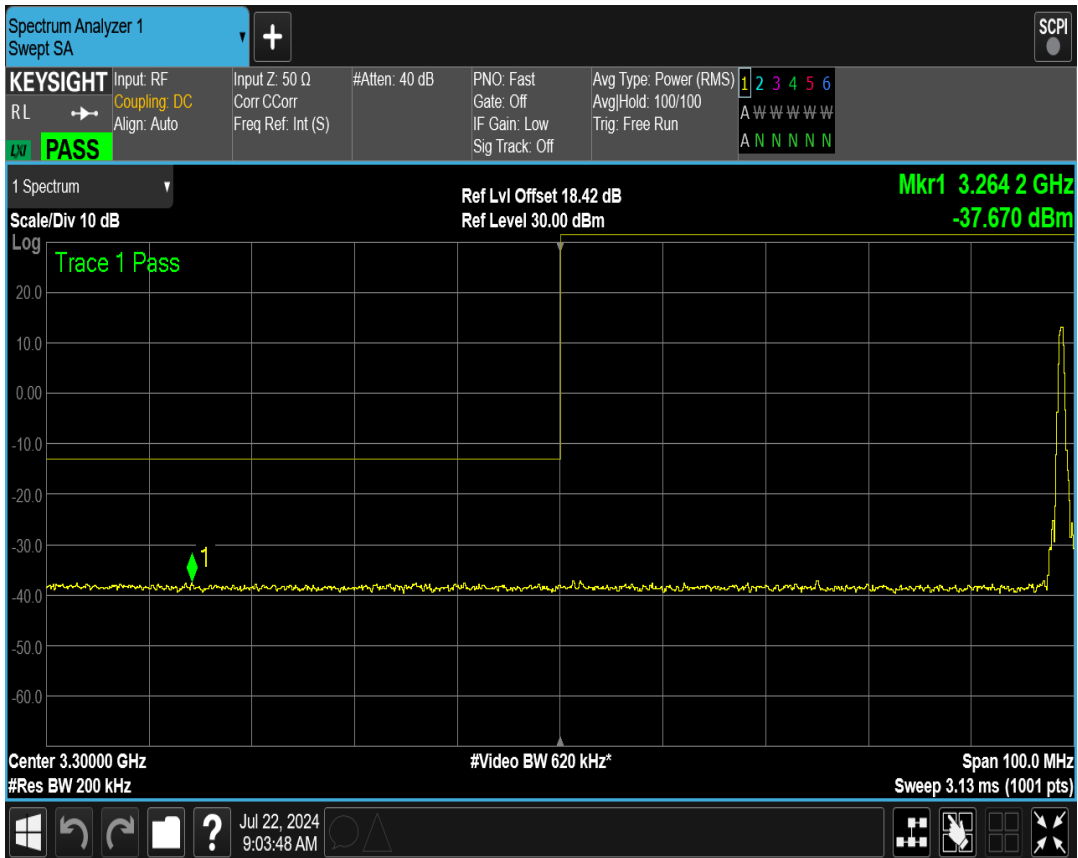 Spectrum Analyzer 1
Swept SA
SCPI
KEYSIGHT
R L
LXI PASS
Input: RF
Coupling: DC
Align: Auto
Input Z: 50 Ω
Corr CCorr
Freq Ref: Int (S)
#Atten: 40 dB
PNO: Fast
Gate: Off
IF Gain: Low
Sig Track: Off
Avg Type: Power (RMS)
Avg|Hold: 100/100
Trig: Free Run
1 2 3 4 5 6
A W W W W W
A N N N N N
1 Spectrum
Scale/Div 10 dB
Ref Lvl Offset 18.42 dB
Ref Level 30.00 dBm
Mkr1 3.264 2 GHz
-37.670 dBm
Log
Trace 1 Pass
20.0
10.0
0.00
-10.0
-20.0
-30.0
1
-40.0
-50.0
-60.0
Center 3.30000 GHz
#Video BW 620 kHz*
Span 100.0 MHz
#Res BW 200 kHz
Sweep 3.13 ms (1001 pts)
?
Jul 22, 2024
9:03:48 AM